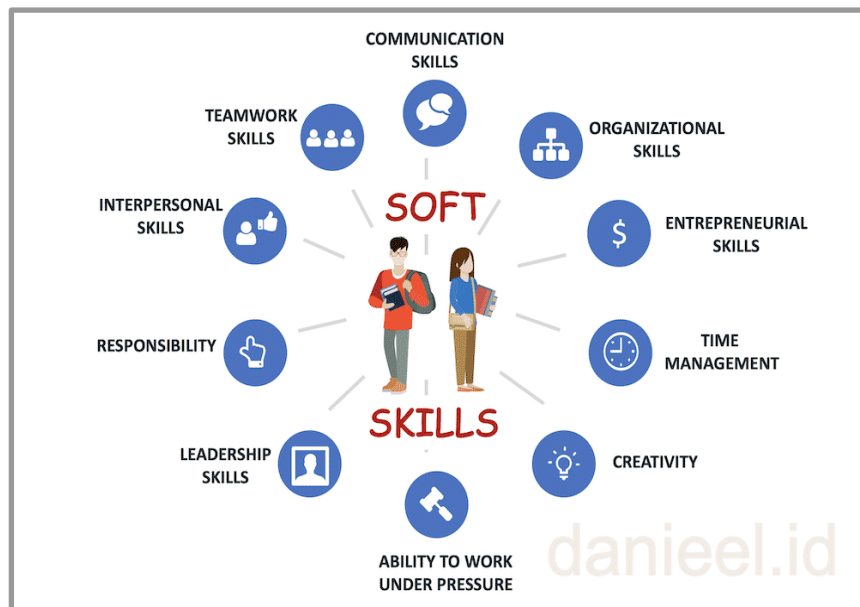 COMMUNICATION
SKILLS
TEAMWORK
SKILLS
ORGANIZATIONAL
SKILLS
INTERPERSONAL
SKILLS
SOFT
ENTREPRENEURIAL
SKILLS
$
RESPONSIBILITY
TIME
MANAGEMENT
SKILLS
LEADERSHIP
SKILLS
CREATIVITY
ABILITY TO WORK
UNDER PRESSURE
danieel.id